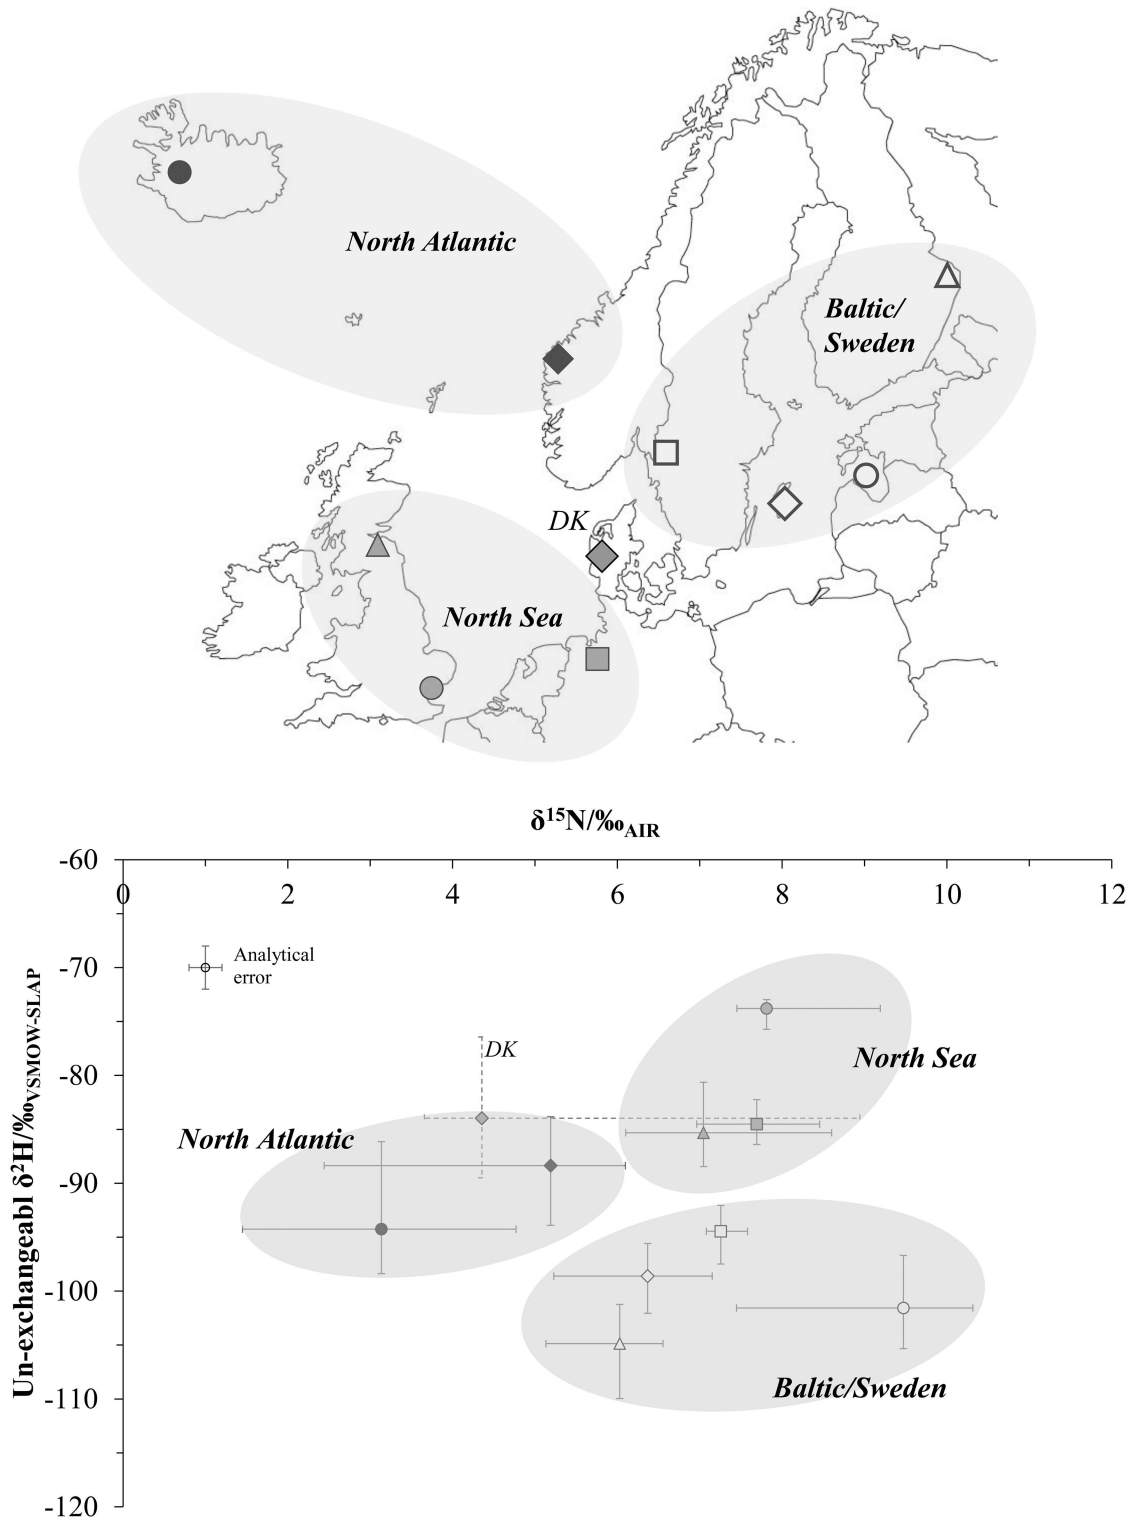 North Atlantic
Baltic/
Sweden
DK
North Sea
δ¹⁵N/‰AIR
-60
0 2 4 6 8 10 12
Analytical
error
-70
DK
North Sea
-80
North Atlantic
-90
-100
Baltic/Sweden
-110
-120
Un-exchangeabl δ²H/‰VSMOW-SLAP